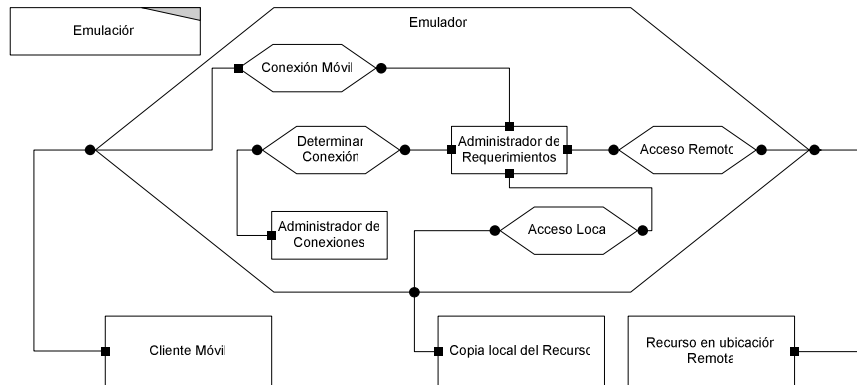 Emulación
Emulador
Conexión Móvil
Determinar
Conexión
Administrador de
Requerimientos
Acceso Remoto
Administrador de
Conexiones
Acceso Local
Cliente Móvil
Copia local del Recurso
Recurso en ubicación
Remota